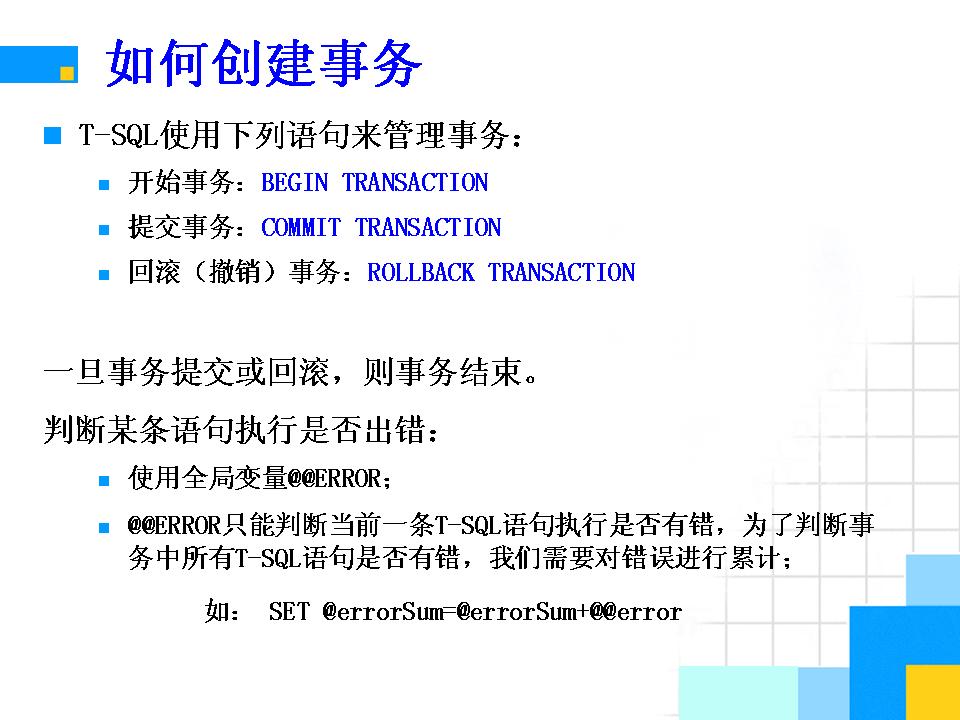 如何创建事务
T-SQL使用下列语句来管理事务：
开始事务：BEGIN TRANSACTION
提交事务：COMMIT TRANSACTION
回滚（撤销）事务：ROLLBACK TRANSACTION
一旦事务提交或回滚，则事务结束。
判断某条语句执行是否出错：
使用全局变量@@ERROR；
@@ERROR只能判断当前一条T-SQL语句执行是否有错，为了判断事
务中所有T-SQL语句是否有错，我们需要对错误进行累计；
如： SET @errorSum=@errorSum+@@error